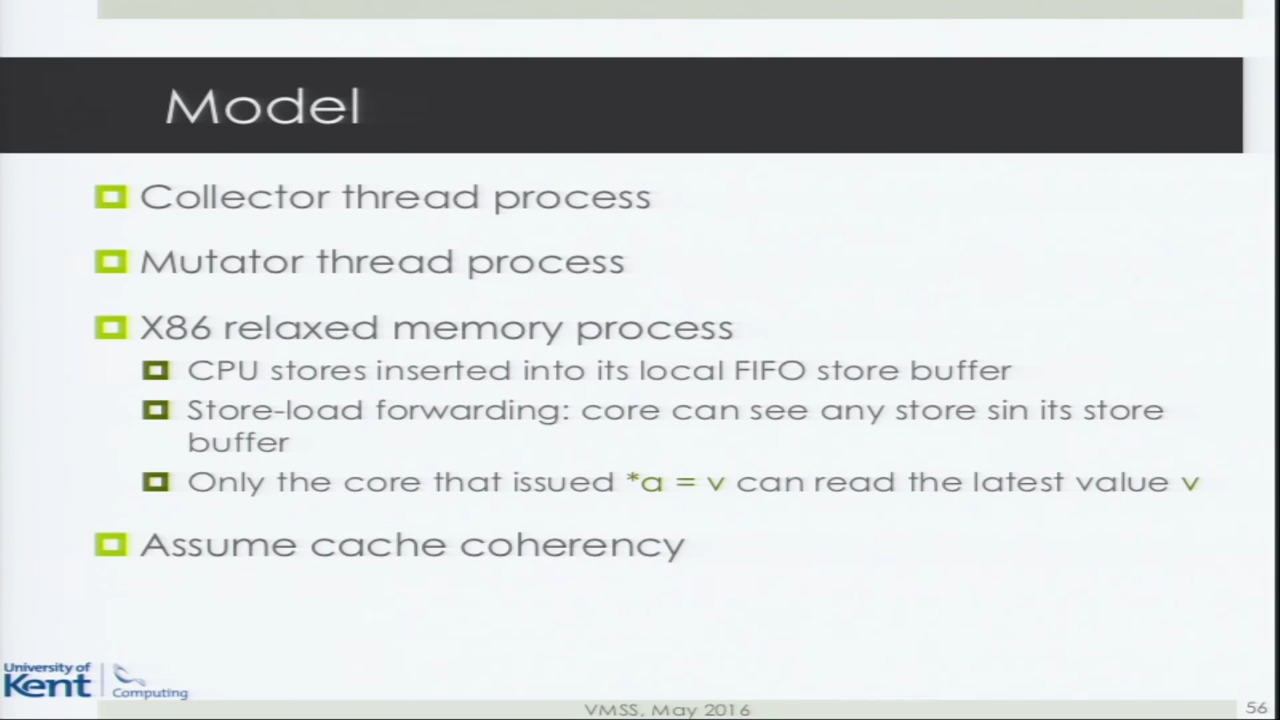 Model
Collector thread process
Mutator thread process
X86 relaxed memory process
CPU stores inserted into its local FIFO store buffer
Store-load forwarding: core can see any store sin its store
buffer
Only the core that issued *a = v can read the latest value v
Assume cache coherency
University of
Kent
Computing
VMSS, May 2016
56